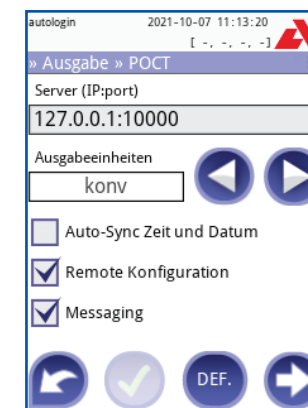 autologin 2021-10-07 11:13:20
[ -, -, -, -]
» Ausgabe » POCT
Server (IP:port)
127.0.0.1:10000
Ausgabeeinheiten
konv
Auto-Sync Zeit und Datum
Remote Konfiguration
Messaging
DEF.